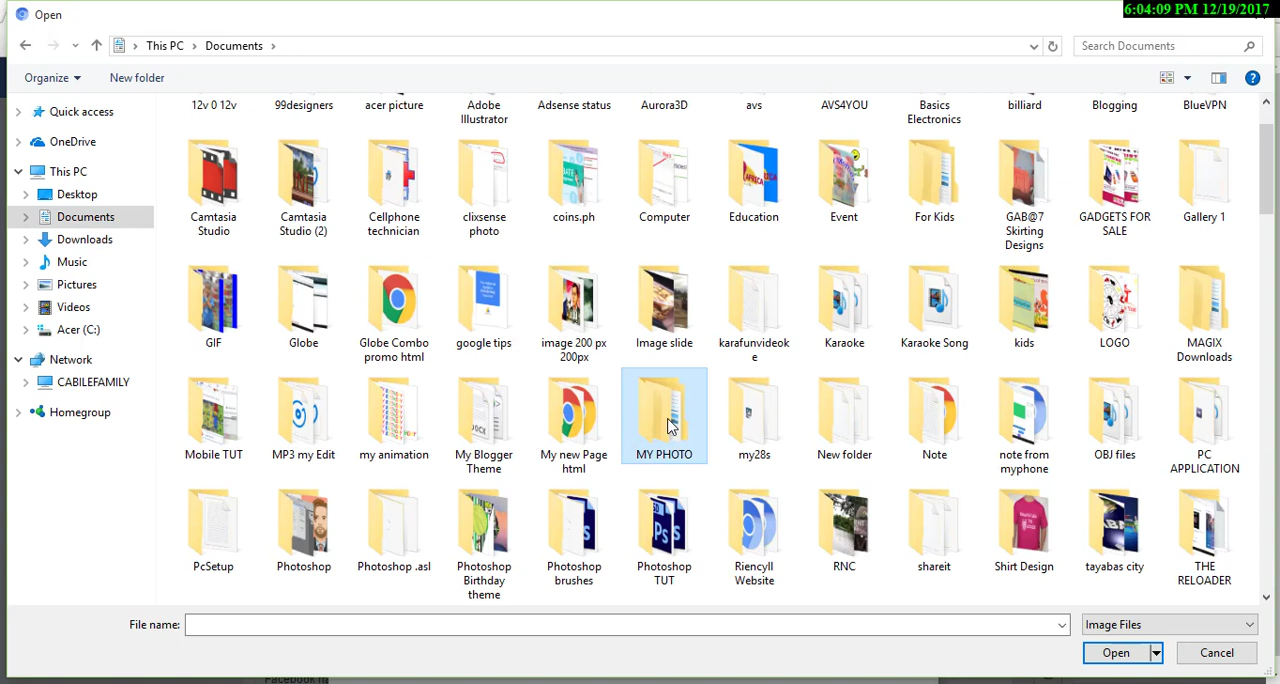 Open
6:04:09 PM 12/19/2017
This PC
Documents
Search Documents
Organize
New folder
Quick access
OneDrive
This PC
Desktop
Documents
Downloads
Music
Pictures
Videos
Acer (C:)
Network
CABILEFAMILY
Homegroup
12v 0 12v
99designers
acer picture
Adobe
Illustrator
Adsense status
Aurora3D
avs
AVS4YOU
Basics
Electronics
billiard
Blogging
BlueVPN
Camtasia
Studio
Camtasia
Studio (2)
Cellphone
technician
clixsense
photo
coins.ph
Computer
Education
Event
For Kids
GAB@7
Skirting
Designs
GADGETS FOR
SALE
Gallery 1
GIF
Globe
Globe Combo
promo html
google tips
image 200 px
200px
Image slide
karafunvideok
e
Karaoke
Karaoke Song
kids
LOGO
MAGIX
Downloads
Mobile TUT
MP3 my Edit
my animation
My Blogger
Theme
My new Page
html
MY PHOTO
my28s
New folder
Note
note from
myphone
OBJ files
PC
APPLICATION
PcSetup
Photoshop
Photoshop .asl
Photoshop
Birthday
theme
Photoshop
brushes
Photoshop
TUT
Riencyll
Website
RNC
shareit
Shirt Design
tayabas city
THE
RELOADER
File name:
Image Files
Open
Cancel